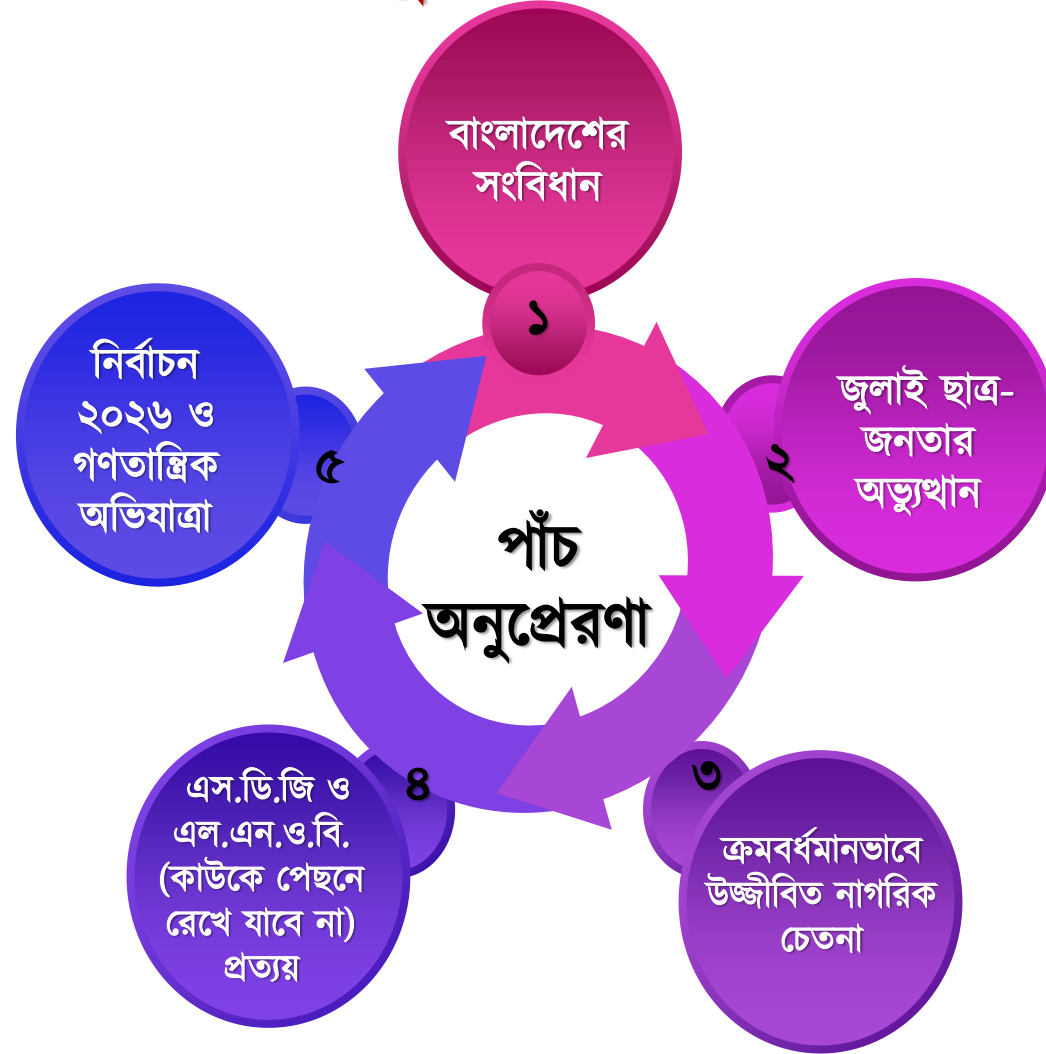 বাংলাদেশের
সংবিধান
১
জুলাই ছাত্র-
জনতার
অভ্যুত্থান
২
ক্রমবর্ধমানভাবে
উজ্জীবিত নাগরিক
চেতনা
৩
এস.ডি.জি ও
এল.এন.ও.বি.
(কাউকে পেছনে
রেখে যাবে না)
প্রত্যয়
৪
নির্বাচন
২০২৬ ও
গণতান্ত্রিক
অভিযাত্রা
৫
পাঁচ
অনুপ্রেরণা